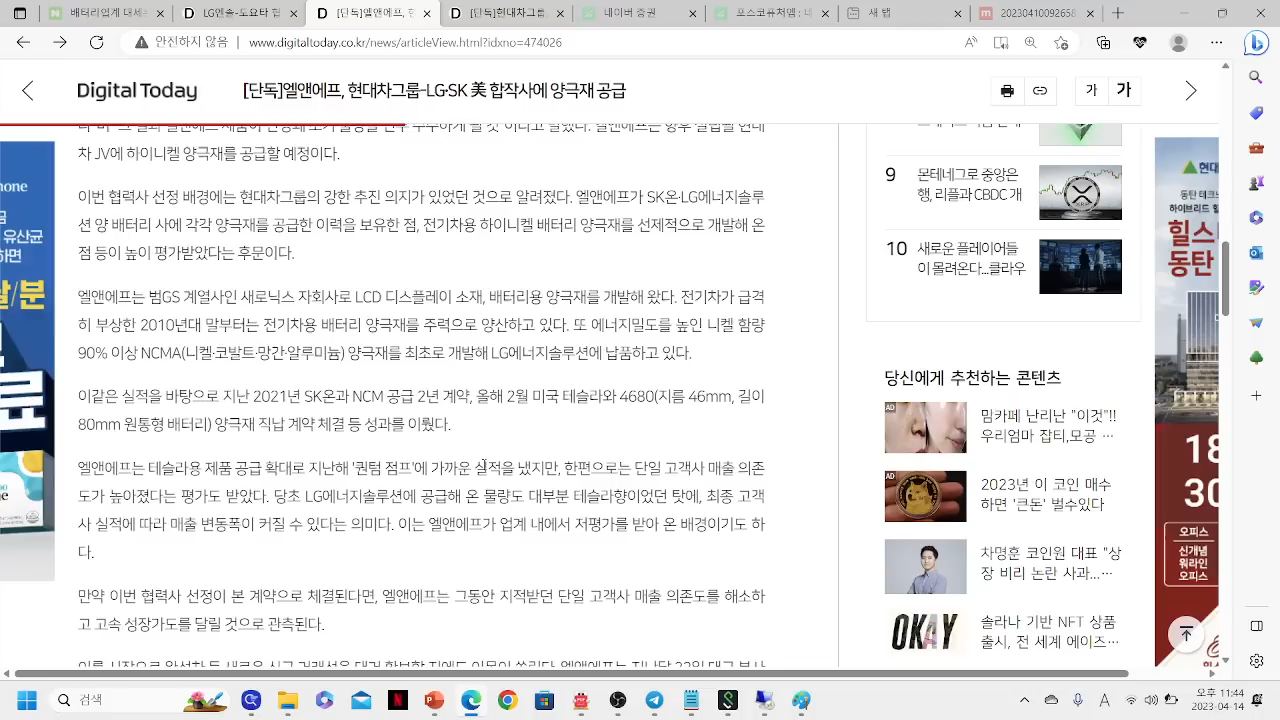 배터리업계 대세는
LG엔솔-도요타 협
[단독]엘앤에프, 현
[단독]현대차그룹
네이버 증권
포스코퓨처엠 : 네
새 탭
20230410092658
안전하지 않음
www.digitaltoday.co.kr/news/articleView.html?idxno=474026
Digital Today
[단독]엘앤에프, 현대차그룹-LG·SK 美 합작사에 양극재 공급
가 가
차 JV에 하이니켈 양극재를 공급할 예정이다.
이번 협력사 선정 배경에는 현대차그룹의 강한 추진 의지가 있었던 것으로 알려졌다. 엘앤에프가 SK온·LG에너지솔루
션 양 배터리 사에 각각 양극재를 공급한 이력을 보유한 점, 전기차용 하이니켈 배터리 양극재를 선제적으로 개발해 온
점 등이 높이 평가받았다는 후문이다.
엘앤에프는 범GS 계열사인 새로닉스 자회사로 LCD 디스플레이 소재, 배터리용 양극재를 개발해 왔다. 전기차가 급격
히 부상한 2010년대 말부터는 전기차용 배터리 양극재를 주력으로 양산하고 있다. 또 에너지밀도를 높인 니켈 함량
90% 이상 NCMA(니켈·코발트·망간·알루미늄) 양극재를 최초로 개발해 LG에너지솔루션에 납품하고 있다.
이같은 실적을 바탕으로 지난 2021년 SK온과 NCM 공급 2년 계약, 올해 2월 미국 테슬라와 4680(지름 46mm, 길이
80mm 원통형 배터리) 양극재 직납 계약 체결 등 성과를 이뤘다.
엘앤에프는 테슬라용 제품 공급 확대로 지난해 '퀀텀 점프'에 가까운 실적을 냈지만, 한편으로는 단일 고객사 매출 의존
도가 높아졌다는 평가도 받았다. 당초 LG에너지솔루션에 공급해 온 물량도 대부분 테슬라향이었던 탓에, 최종 고객
사 실적에 따라 매출 변동폭이 커질 수 있다는 의미다. 이는 엘앤에프가 업계 내에서 저평가를 받아 온 배경이기도 하
다.
만약 이번 협력사 선정이 본 계약으로 체결된다면, 엘앤에프는 그동안 지적받던 단일 고객사 매출 의존도를 해소하
고 고속 성장가도를 달릴 것으로 관측된다.
9 몬테네그로 중앙은
행, 리플과 CBDC 개
10 새로운 플레이어들
이 몰려온다...클라우
당신에게 추천하는 콘텐츠
AD
맘카페 난리난 "이것"!!
우리엄마 잡티,모공 …
AD
2023년 이 코인 매수
하면 '큰돈' 벌수있다
차명훈 코인원 대표 "상
장 비리 논란 사과……
OKAY
솔라나 기반 NFT 상품
출시, 전 세계 에이즈…
유산균
하면
현대
동탄 테크노
하이브리드
힐스
동탄
18
30
오피스
신개념
워라인
오피스
검색
오후 11:44
2023-04-14